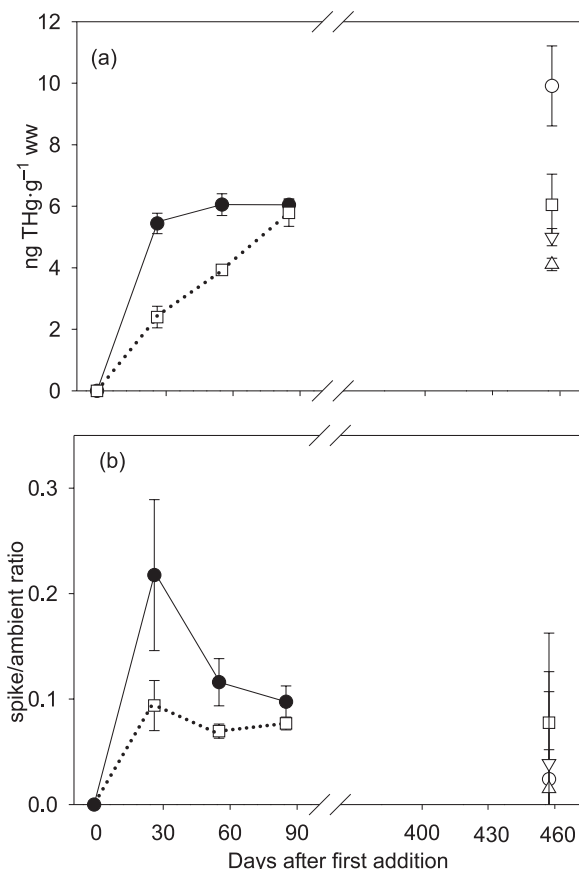 12
10
8
6
4
2
0
ng THg·g⁻¹ ww
(a)
0.3
0.2
0.1
0.0
spike/ambient ratio
(b)
0 30 60 90 400 430 460
Days after first addition